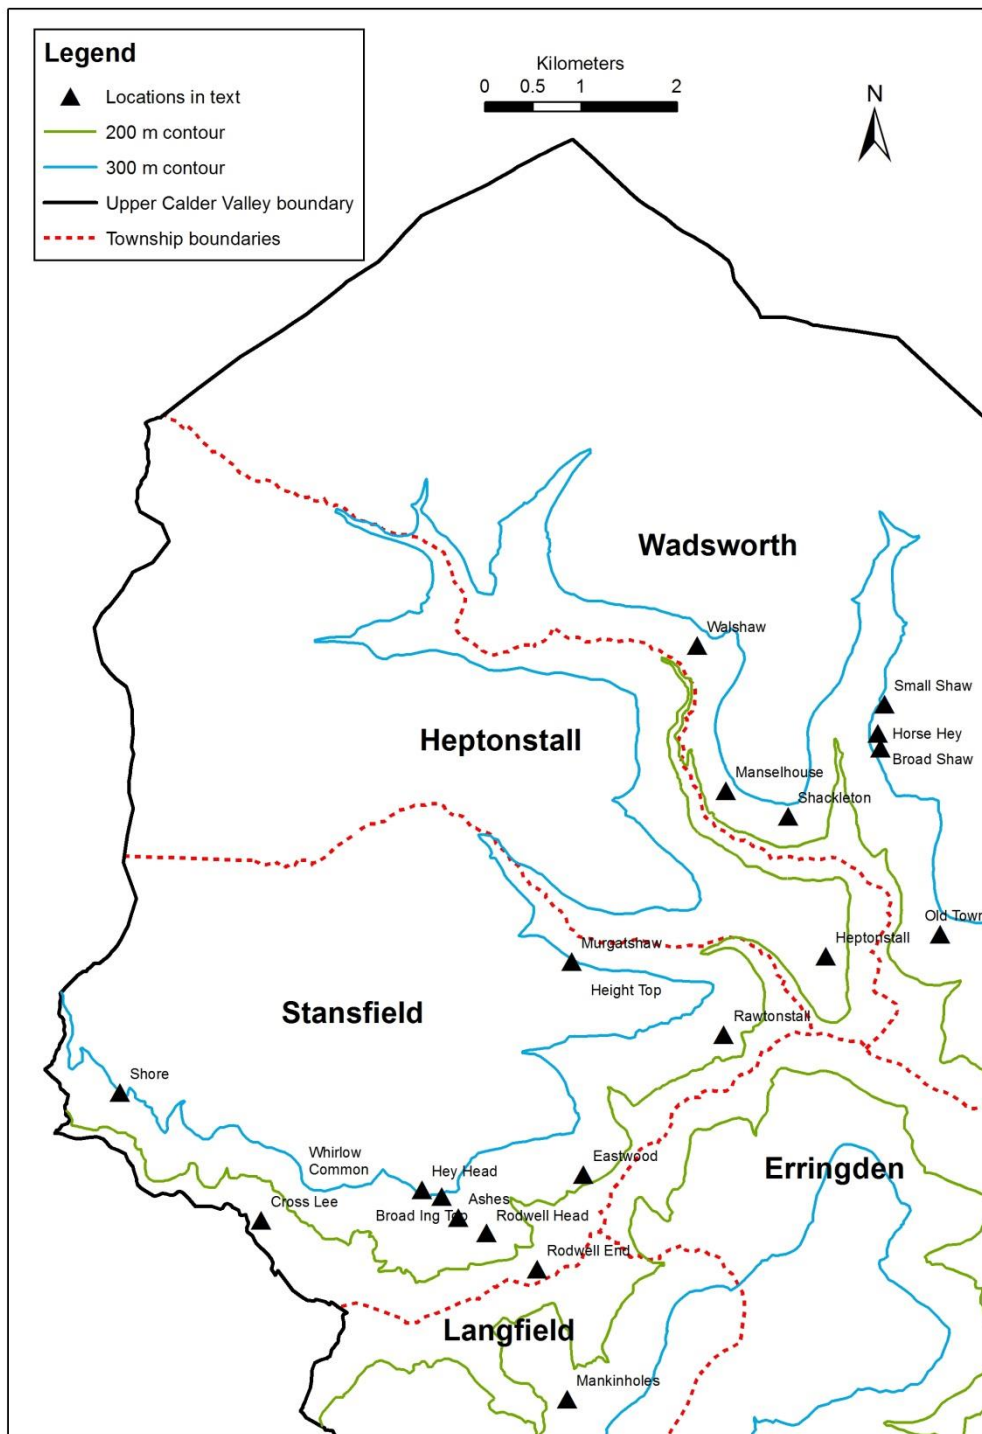 Legend
Locations in text
200 m contour
300 m contour
Upper Calder Valley boundary
Township boundaries
Kilometers
0 0.5 1 2
N
Wadsworth
Walshaw
Small Shaw
Horse Hey
Broad Shaw
Heptonstall
Manselhouse
Shackleton
Old Town
Heptonstall
Murgatshaw
Height Top
Stansfield
Rawtonstall
Shore
Whirlow
Common
Hey Head
Eastwood
Erringden
Cross Lee
Ashes
Broad Ing Top
Rodwell Head
Rodwell End
Langfield
Mankinholes